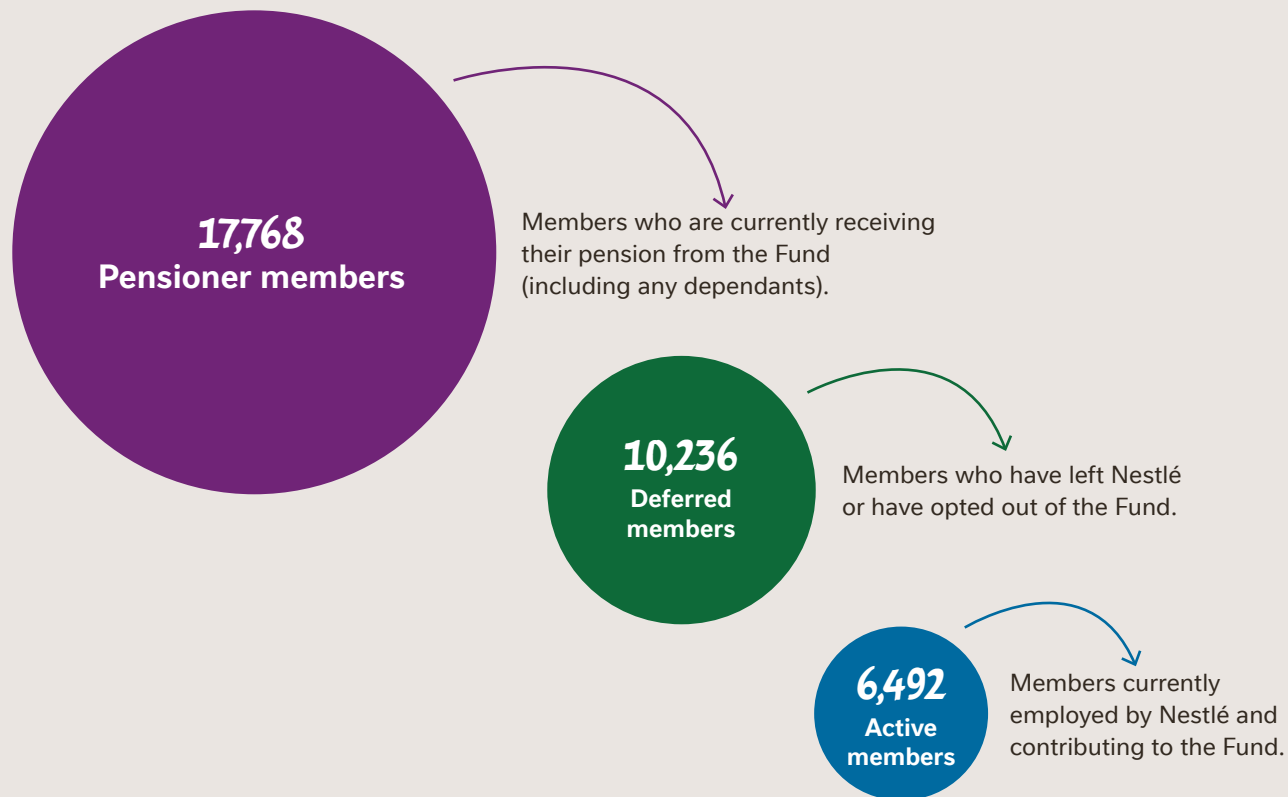 17,768
Pensioner members
Members who are currently receiving
their pension from the Fund
(including any dependants).
10,236
Deferred
members
Members who have left Nestlé
or have opted out of the Fund.
6,492
Active
members
Members currently
employed by Nestlé and
contributing to the Fund.